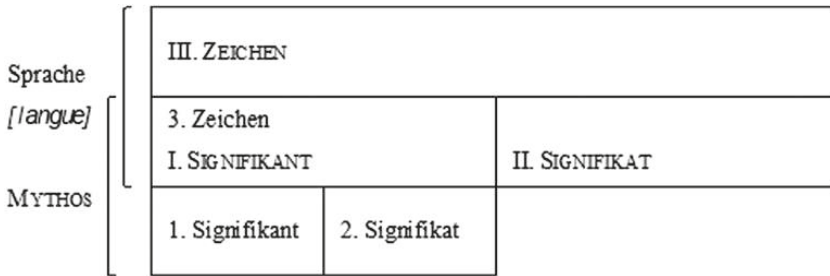 III. ZEICHEN
Sprache
[langue]
3. Zeichen
I. SIGNIFIKANT
II. SIGNIFIKAT
MYTHOS
1. Signifikant
2. Signifikat